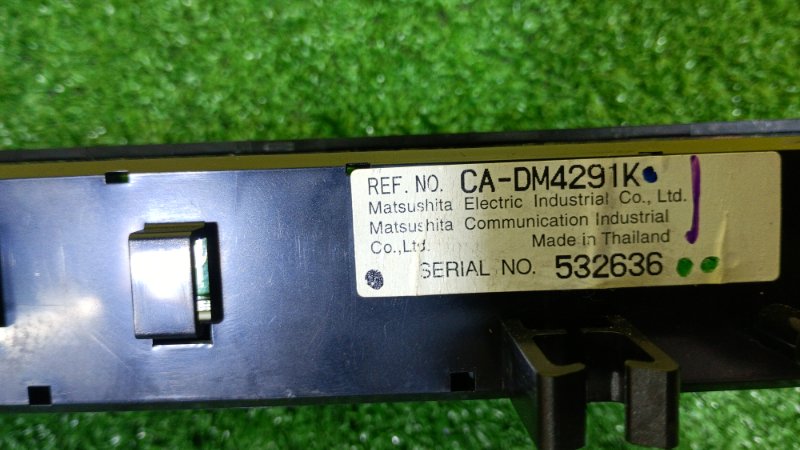 REF. NO. CA-DM4291K
Matsushita Electric Industrial Co., Ltd.
Matsushita Communication Industrial
Co.,Ltd. Made in Thailand
SERIAL NO. 532636